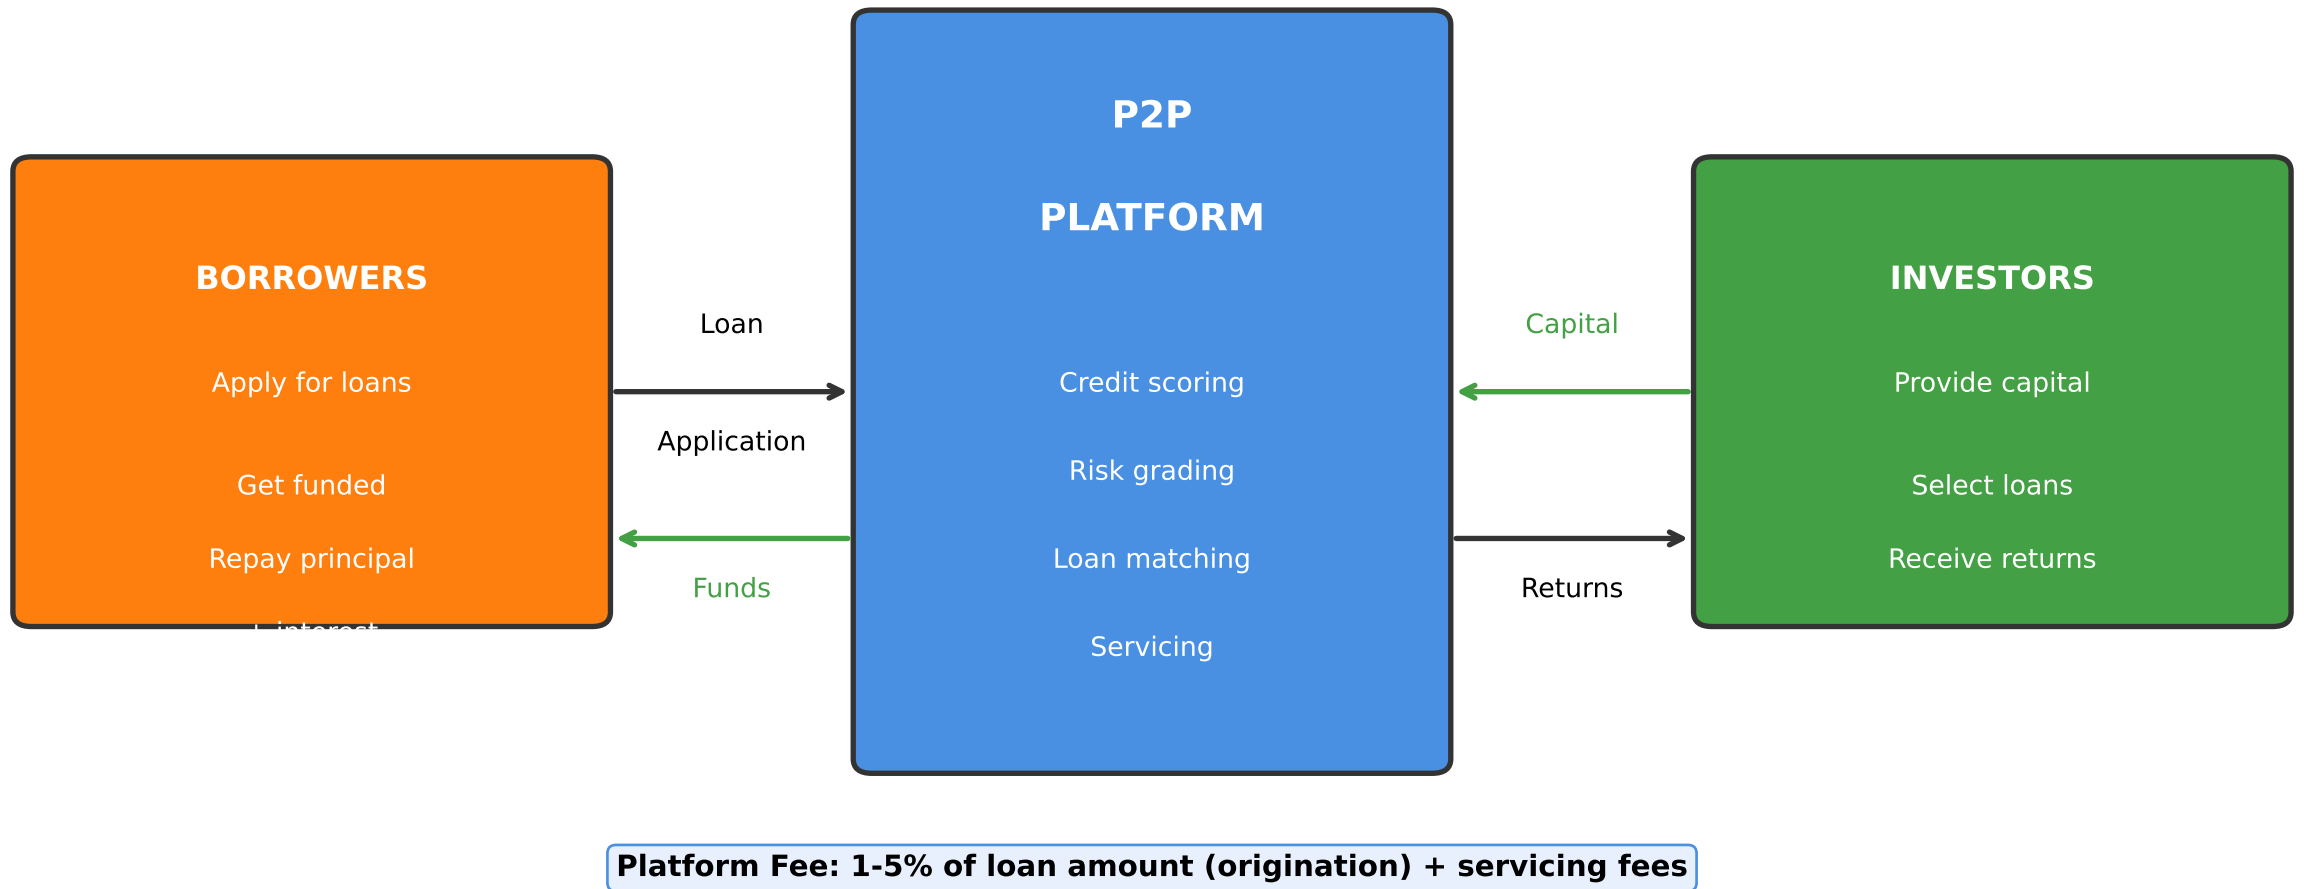 P2P
PLATFORM
BORROWERS
INVESTORS
Loan
Capital
Apply for loans
Credit scoring
Provide capital
Application
Risk grading
Get funded
Select loans
Repay principal
Loan matching
Receive returns
Funds
Returns
+ interest
Servicing
Platform Fee: 1-5% of loan amount (origination) + servicing fees